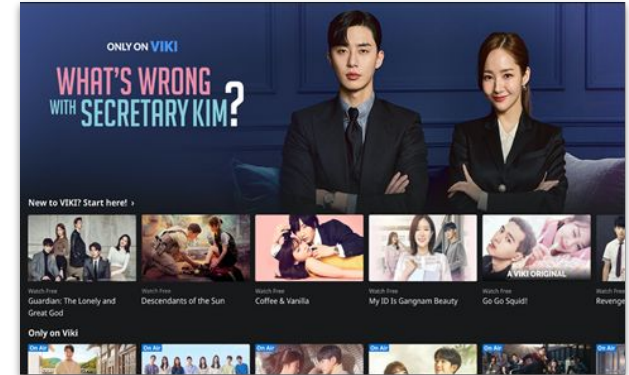 ONLY ON VIKI
WHAT'S WRONG
WITH SECRETARY KIM?
New to VIKI? Start here! ›
A VIKI ORIGINAL
Watch Free
Watch Free
Watch Free
Watch Free
Watch Free
Watch Free
Guardian: The Lonely and
Great God
Descendants of the Sun
Coffee & Vanilla
My ID Is Gangnam Beauty
Go Go Squid!
Revenge
Only on Viki
On Air
On Air
On Air
On Air
On Air